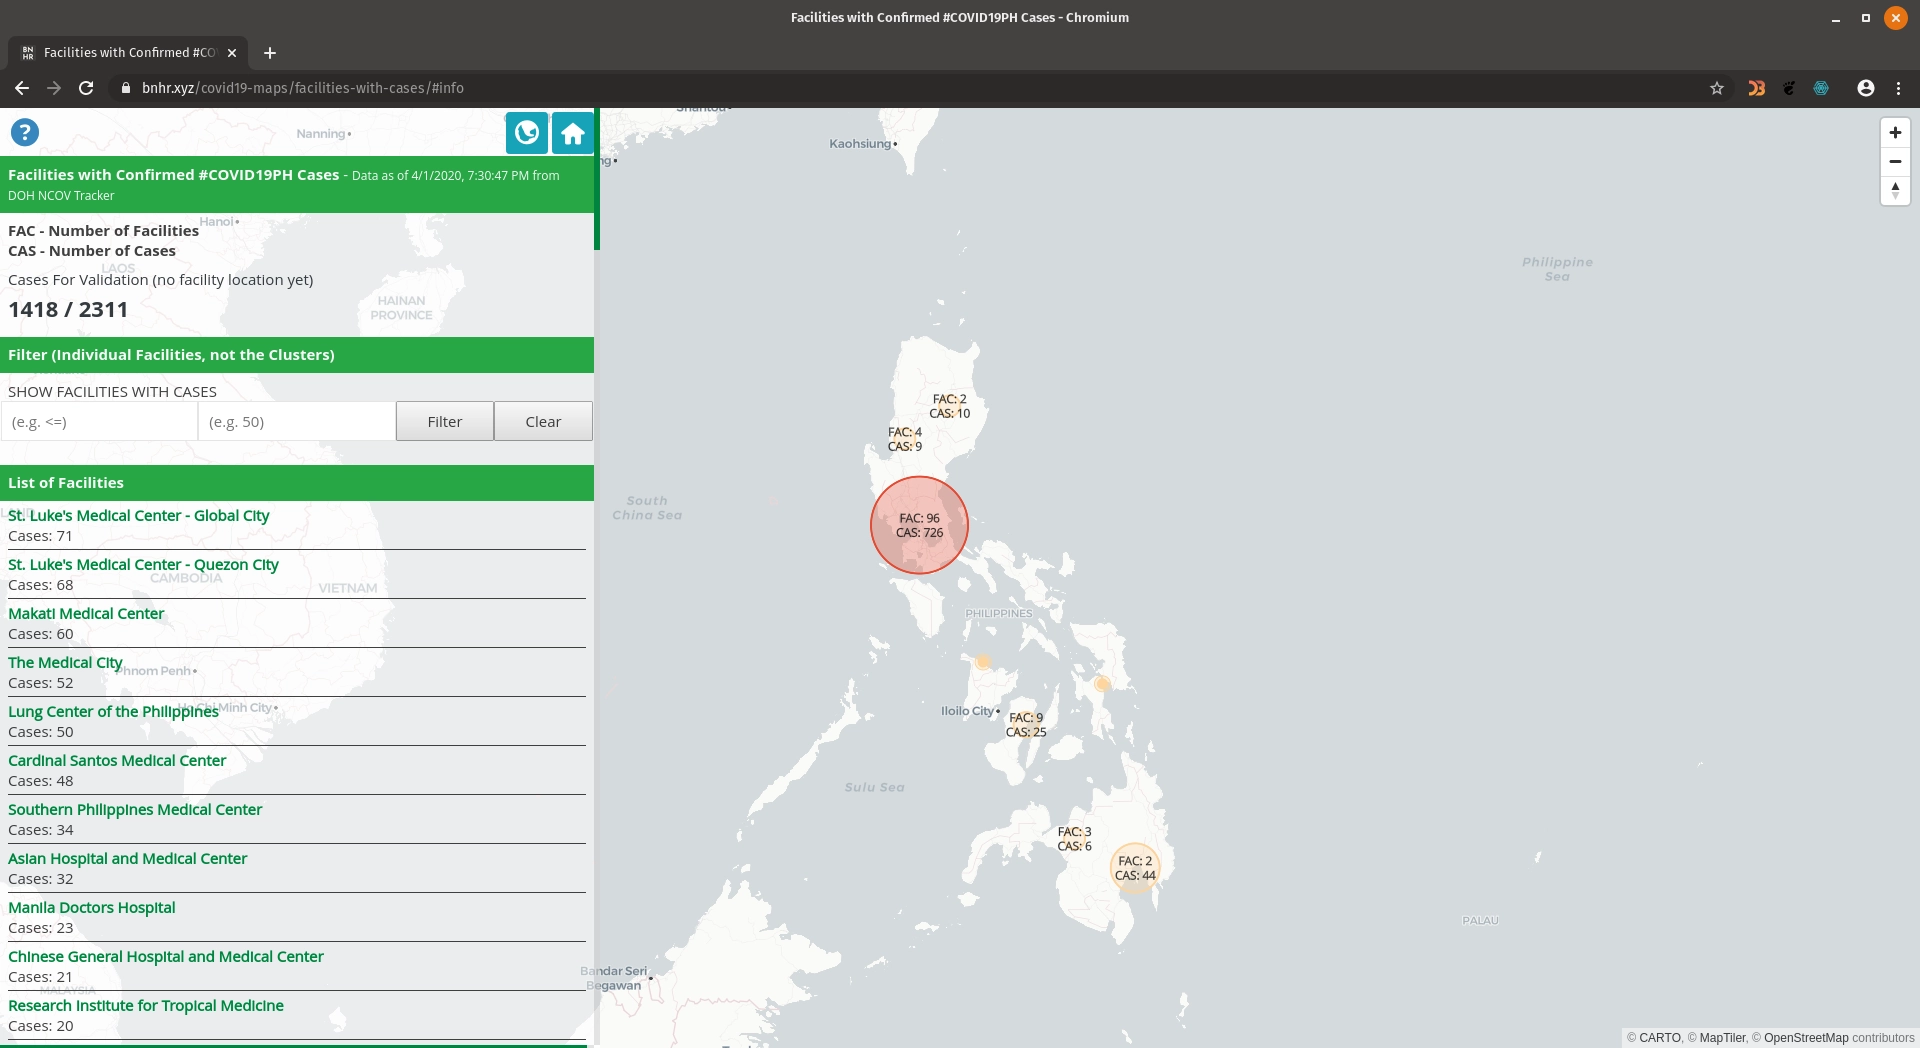 Facilities with Confirmed #COVID19PH Cases - Chromium
BN
HR
Facilities with Confirmed #CO
bnhr.xyz/covid19-maps/facilities-with-cases/#info
?
Nanning
Facilities with Confirmed #COVID19PH Cases - Data as of 4/1/2020, 7:30:47 PM from
DOH NCOV Tracker
Hanoi
FAC - Number of Facilities
CAS - Number of Cases
LAOS
Cases For Validation (no facility location yet)
1418 / 2311
HAINAN
PROVINCE
Filter (Individual Facilities, not the Clusters)
SHOW FACILITIES WITH CASES
(e.g. <=)
(e.g. 50)
Filter
Clear
List of Facilities
St. Luke's Medical Center - Global City
Cases: 71
St. Luke's Medical Center - Quezon City
Cases: 68
CAMBODIA
VIETNAM
Makati Medical Center
Cases: 60
The Medical City
Phnom Penh
Cases: 52
Lung Center of the Philippines
Ho Chi Minh City
Cases: 50
Cardinal Santos Medical Center
Cases: 48
Southern Philippines Medical Center
Cases: 34
Asian Hospital and Medical Center
Cases: 32
Manila Doctors Hospital
Cases: 23
Chinese General Hospital and Medical Center
Cases: 21
MALAYSIA
Research Institute for Tropical Medicine
Cases: 20
Shantou
Kaohsiung
Philippine
Sea
FAC: 2
CAS: 10
FAC: 4
CAS: 9
South
China Sea
FAC: 96
CAS: 726
PHILIPPINES
Iloilo City
FAC: 9
CAS: 25
Sulu Sea
FAC: 3
CAS: 6
FAC: 2
CAS: 44
PALAU
Bandar Seri
Begawan
© CARTO, © MapTiler, © OpenStreetMap contributors